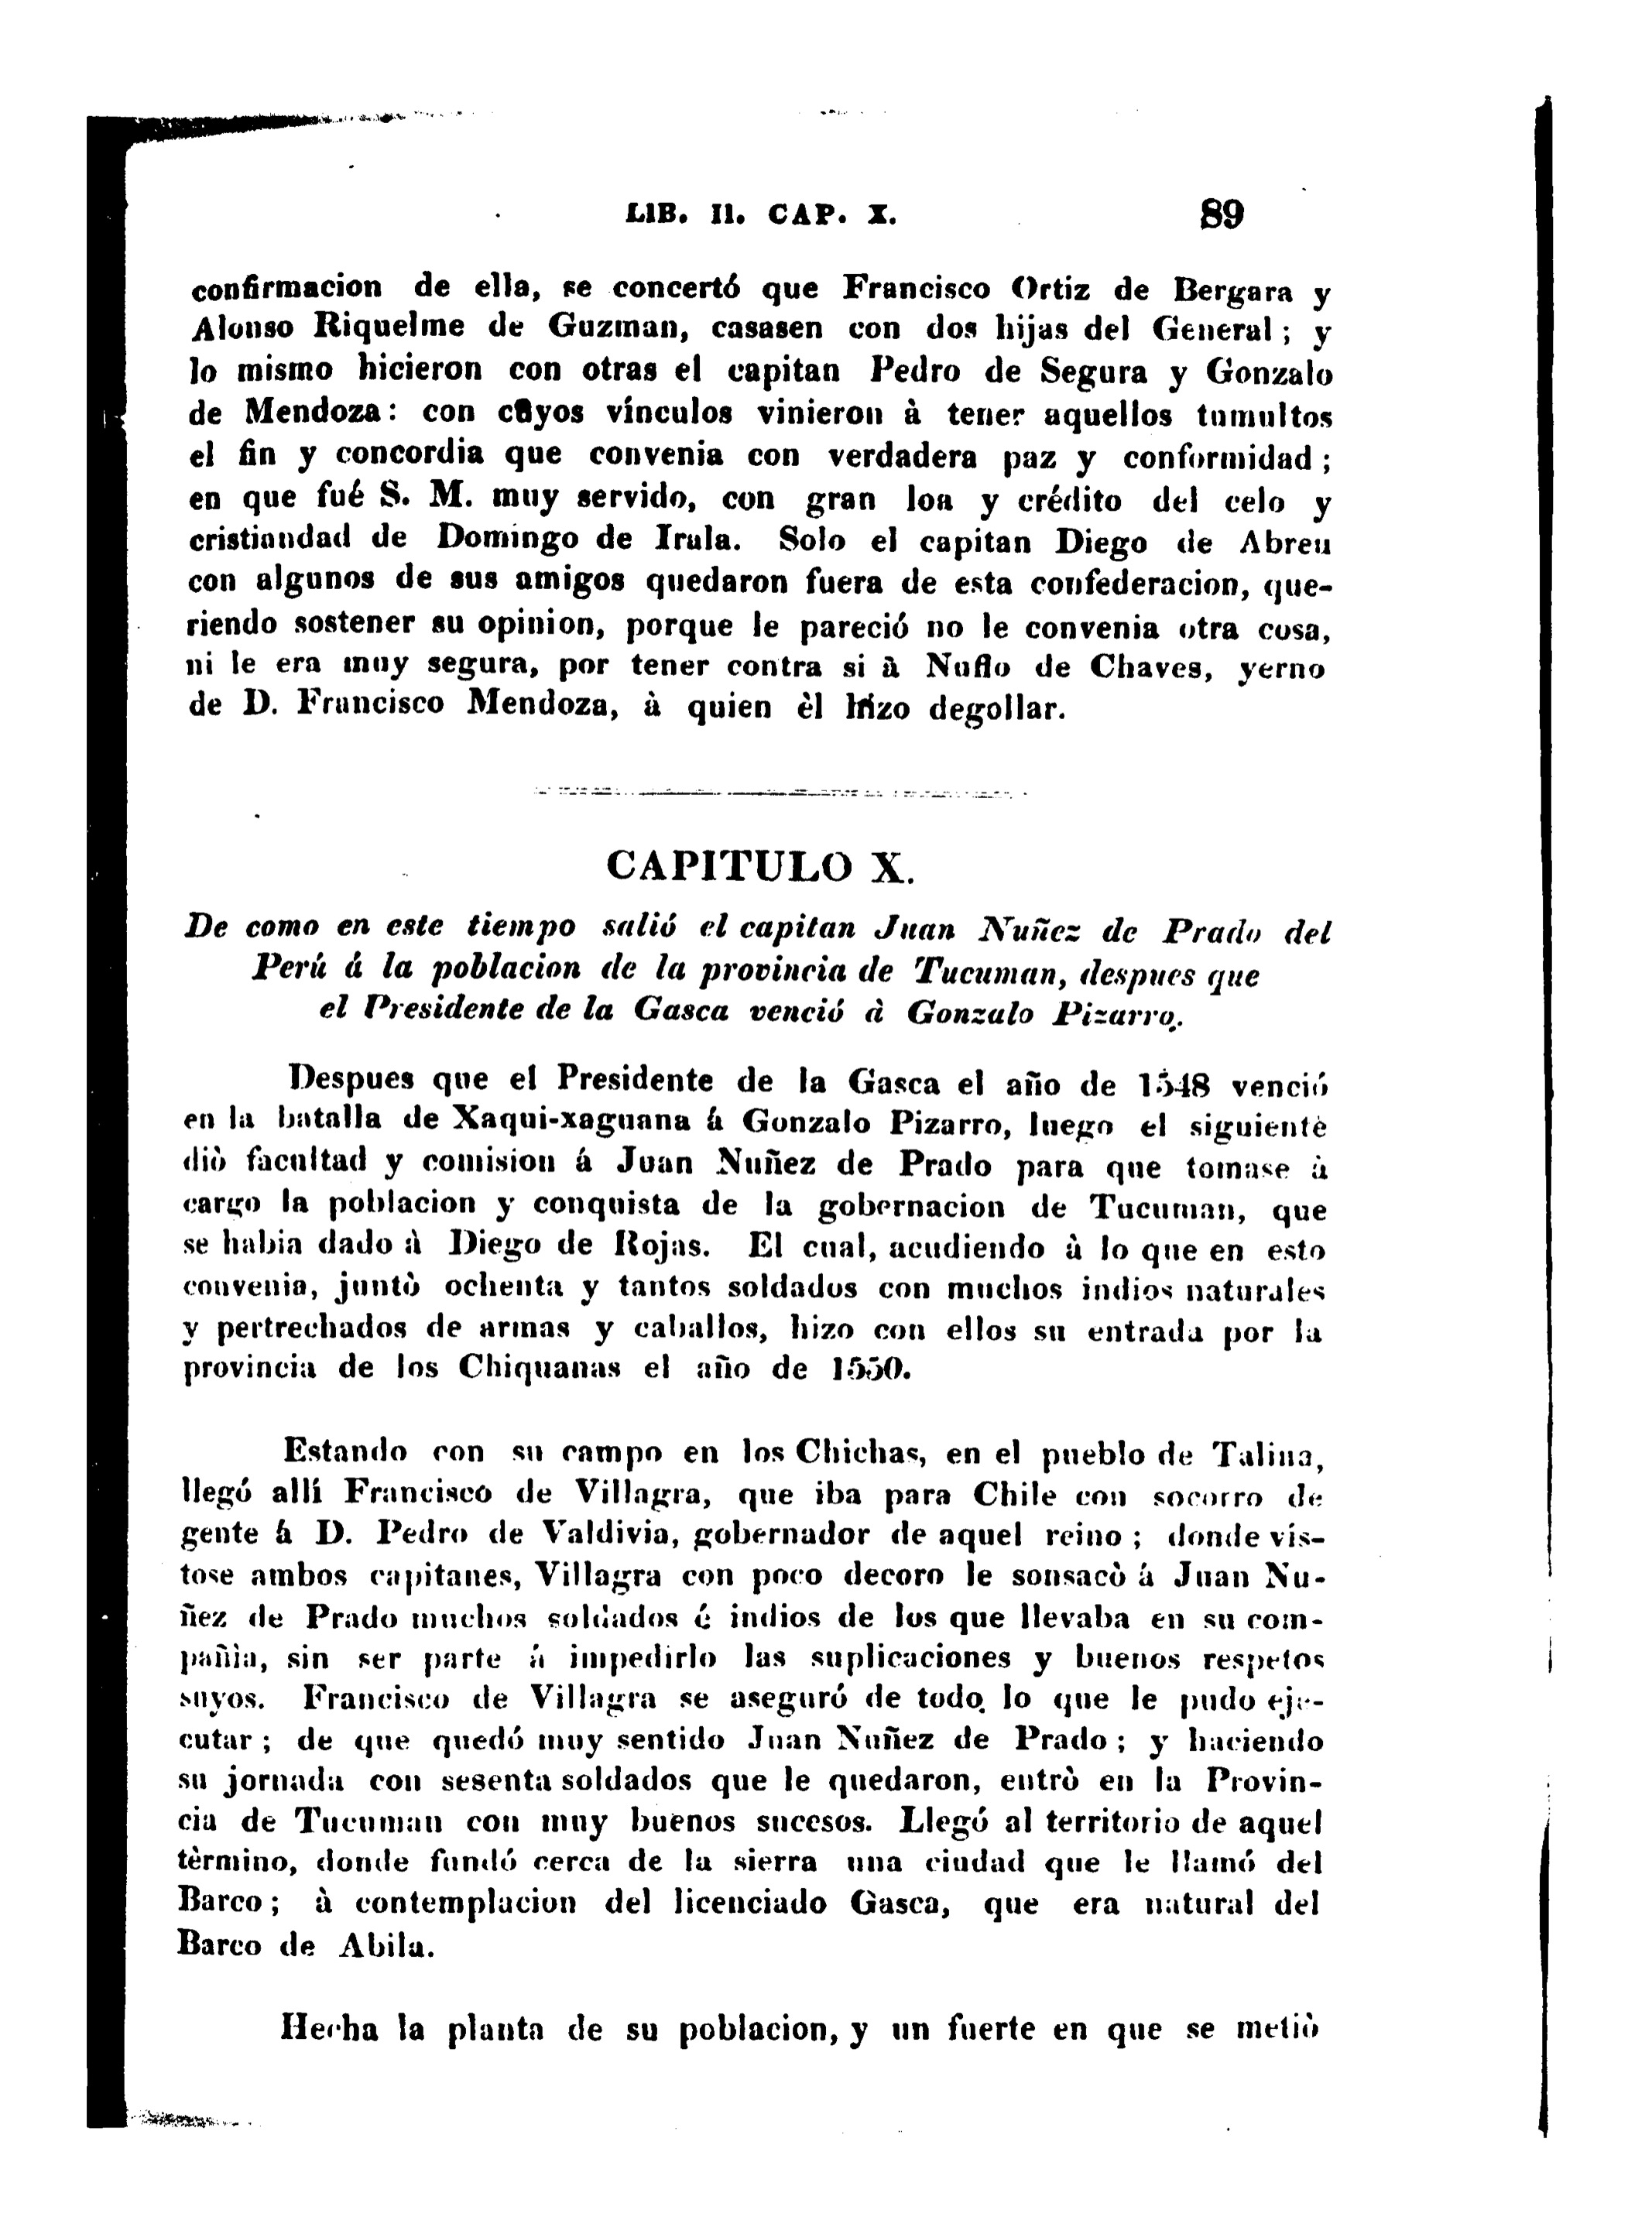 LIB. II. CAP. X. 89
confirmacion de ella, se concertó que Francisco Ortiz de Bergara y
Alonso Riquelme de Guzman, casasen con dos hijas del General; y
lo mismo hicieron con otras el capitan Pedro de Segura y Gonzalo
de Mendoza: con cuyos vínculos vinieron à tener aquellos tumultos
el fin y concordia que convenia con verdadera paz y conformidad;
en que fué S. M. muy servido, con gran loa y crédito del celo y
cristiandad de Domingo de Irala. Solo el capitan Diego de Abreu
con algunos de sus amigos quedaron fuera de esta confederacion, que-
riendo sostener su opinion, porque le pareció no le convenia otra cosa,
ni le era muy segura, por tener contra si à Nuflo de Chaves, yerno
de D. Francisco Mendoza, à quien èl hizo degollar.
CAPITULO X.
De como en este tiempo salió el capitan Juan Nuñez de Prado del
Perú á la poblacion de la provincia de Tucuman, despues que
el Presidente de la Gasca venció à Gonzalo Pizarro.
Despues que el Presidente de la Gasca el año de 1548 venció
en la batalla de Xaqui-xaguana á Gonzalo Pizarro, luego el siguiente
diò facultad y comision á Juan Nuñez de Prado para que tomase à
cargo la poblacion y conquista de la gobernacion de Tucuman, que
se habia dado à Diego de Rojas. El cual, acudiendo à lo que en esto
convenia, juntò ochenta y tantos soldados con muchos indios naturales
y pertrechados de armas y caballos, hizo con ellos su entrada por la
provincia de los Chiquanas el año de 1550.
Estando con su campo en los Chichas, en el pueblo de Talina,
llegó allí Francisco de Villagra, que iba para Chile con socorro de
gente á D. Pedro de Valdivia, gobernador de aquel reino; donde vís-
tose ambos capitanes, Villagra con poco decoro le sonsacò á Juan Nu-
ñez de Prado muchos soldados é indios de los que llevaba en su com-
pañìa, sin ser parte á impedirlo las suplicaciones y buenos respetos
suyos. Francisco de Villagra se aseguró de todo lo que le pudo eje-
cutar; de que quedó muy sentido Juan Nuñez de Prado; y haciendo
su jornada con sesenta soldados que le quedaron, entrò en la Provin-
cia de Tucuman con muy buenos sucesos. Llegó al territorio de aquel
tèrmino, donde fundó cerca de la sierra una ciudad que le llamó del
Barco; à contemplacion del licenciado Gasca, que era natural del
Barco de Abila.
Hecha la planta de su poblacion, y un fuerte en que se metiò